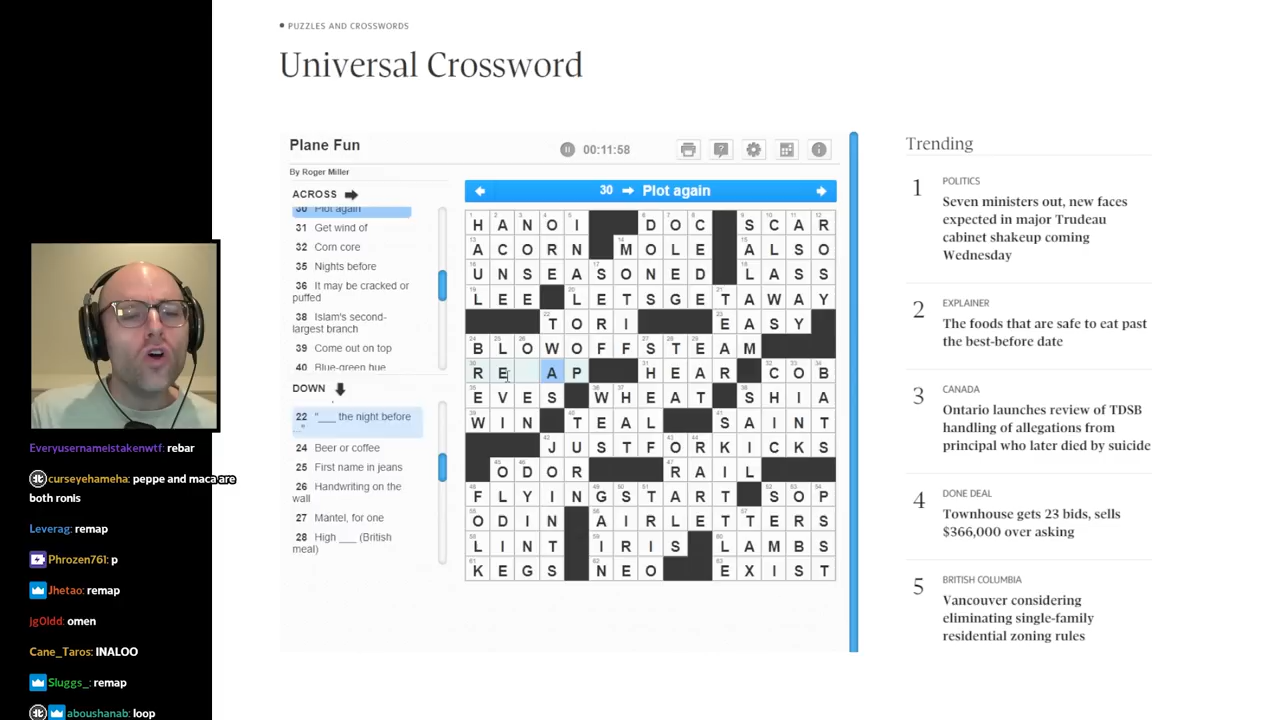 PUZZLES AND CROSSWORDS
Universal Crossword
Plane Fun
00:11:58
By Roger Miller
ACROSS
30 Plot again
31 Get wind of
32 Corn core
35 Nights before
36 It may be cracked or
puffed
38 Islam's second-
largest branch
39 Come out on top
40 Blue-green hue
DOWN
22 "___ the night before
..."
24 Beer or coffee
25 First name in jeans
26 Handwriting on the
wall
27 Mantel, for one
28 High ___ (British
meal)
30 Plot again
H A N O I D O C S C A R
A C O R N M O L E A L S O
U N S E A S O N E D L A S S
L E E L E T S G E T A W A Y
T O R I E A S Y
B L O W O F F S T E A M
R E A P H E A R C O B
E V E S W H E A T S H I A
W I N T E A L S A I N T
J U S T F O R K I C K S
O D O R R A I L
F L Y I N G S T A R T S O P
O D I N A I R L E T T E R S
L I N T I R I S L A M B S
K E G S N E O E X I S T
Trending
1 POLITICS
Seven ministers out, new faces
expected in major Trudeau
cabinet shakeup coming
Wednesday
2 EXPLAINER
The foods that are safe to eat past
the best-before date
3 CANADA
Ontario launches review of TDSB
handling of allegations from
principal who later died by suicide
4 DONE DEAL
Townhouse gets 23 bids, sells
$366,000 over asking
5 BRITISH COLUMBIA
Vancouver considering
eliminating single-family
residential zoning rules
Everyusernameistakenwtf: rebar
curseyehameha: peppe and maca are
both ronis
Leverag: remap
Phrozen761: p
Jhetao: remap
jg0ldd: omen
Cane_Taros: INALOO
Sluggs_: remap
aboushanab: loop